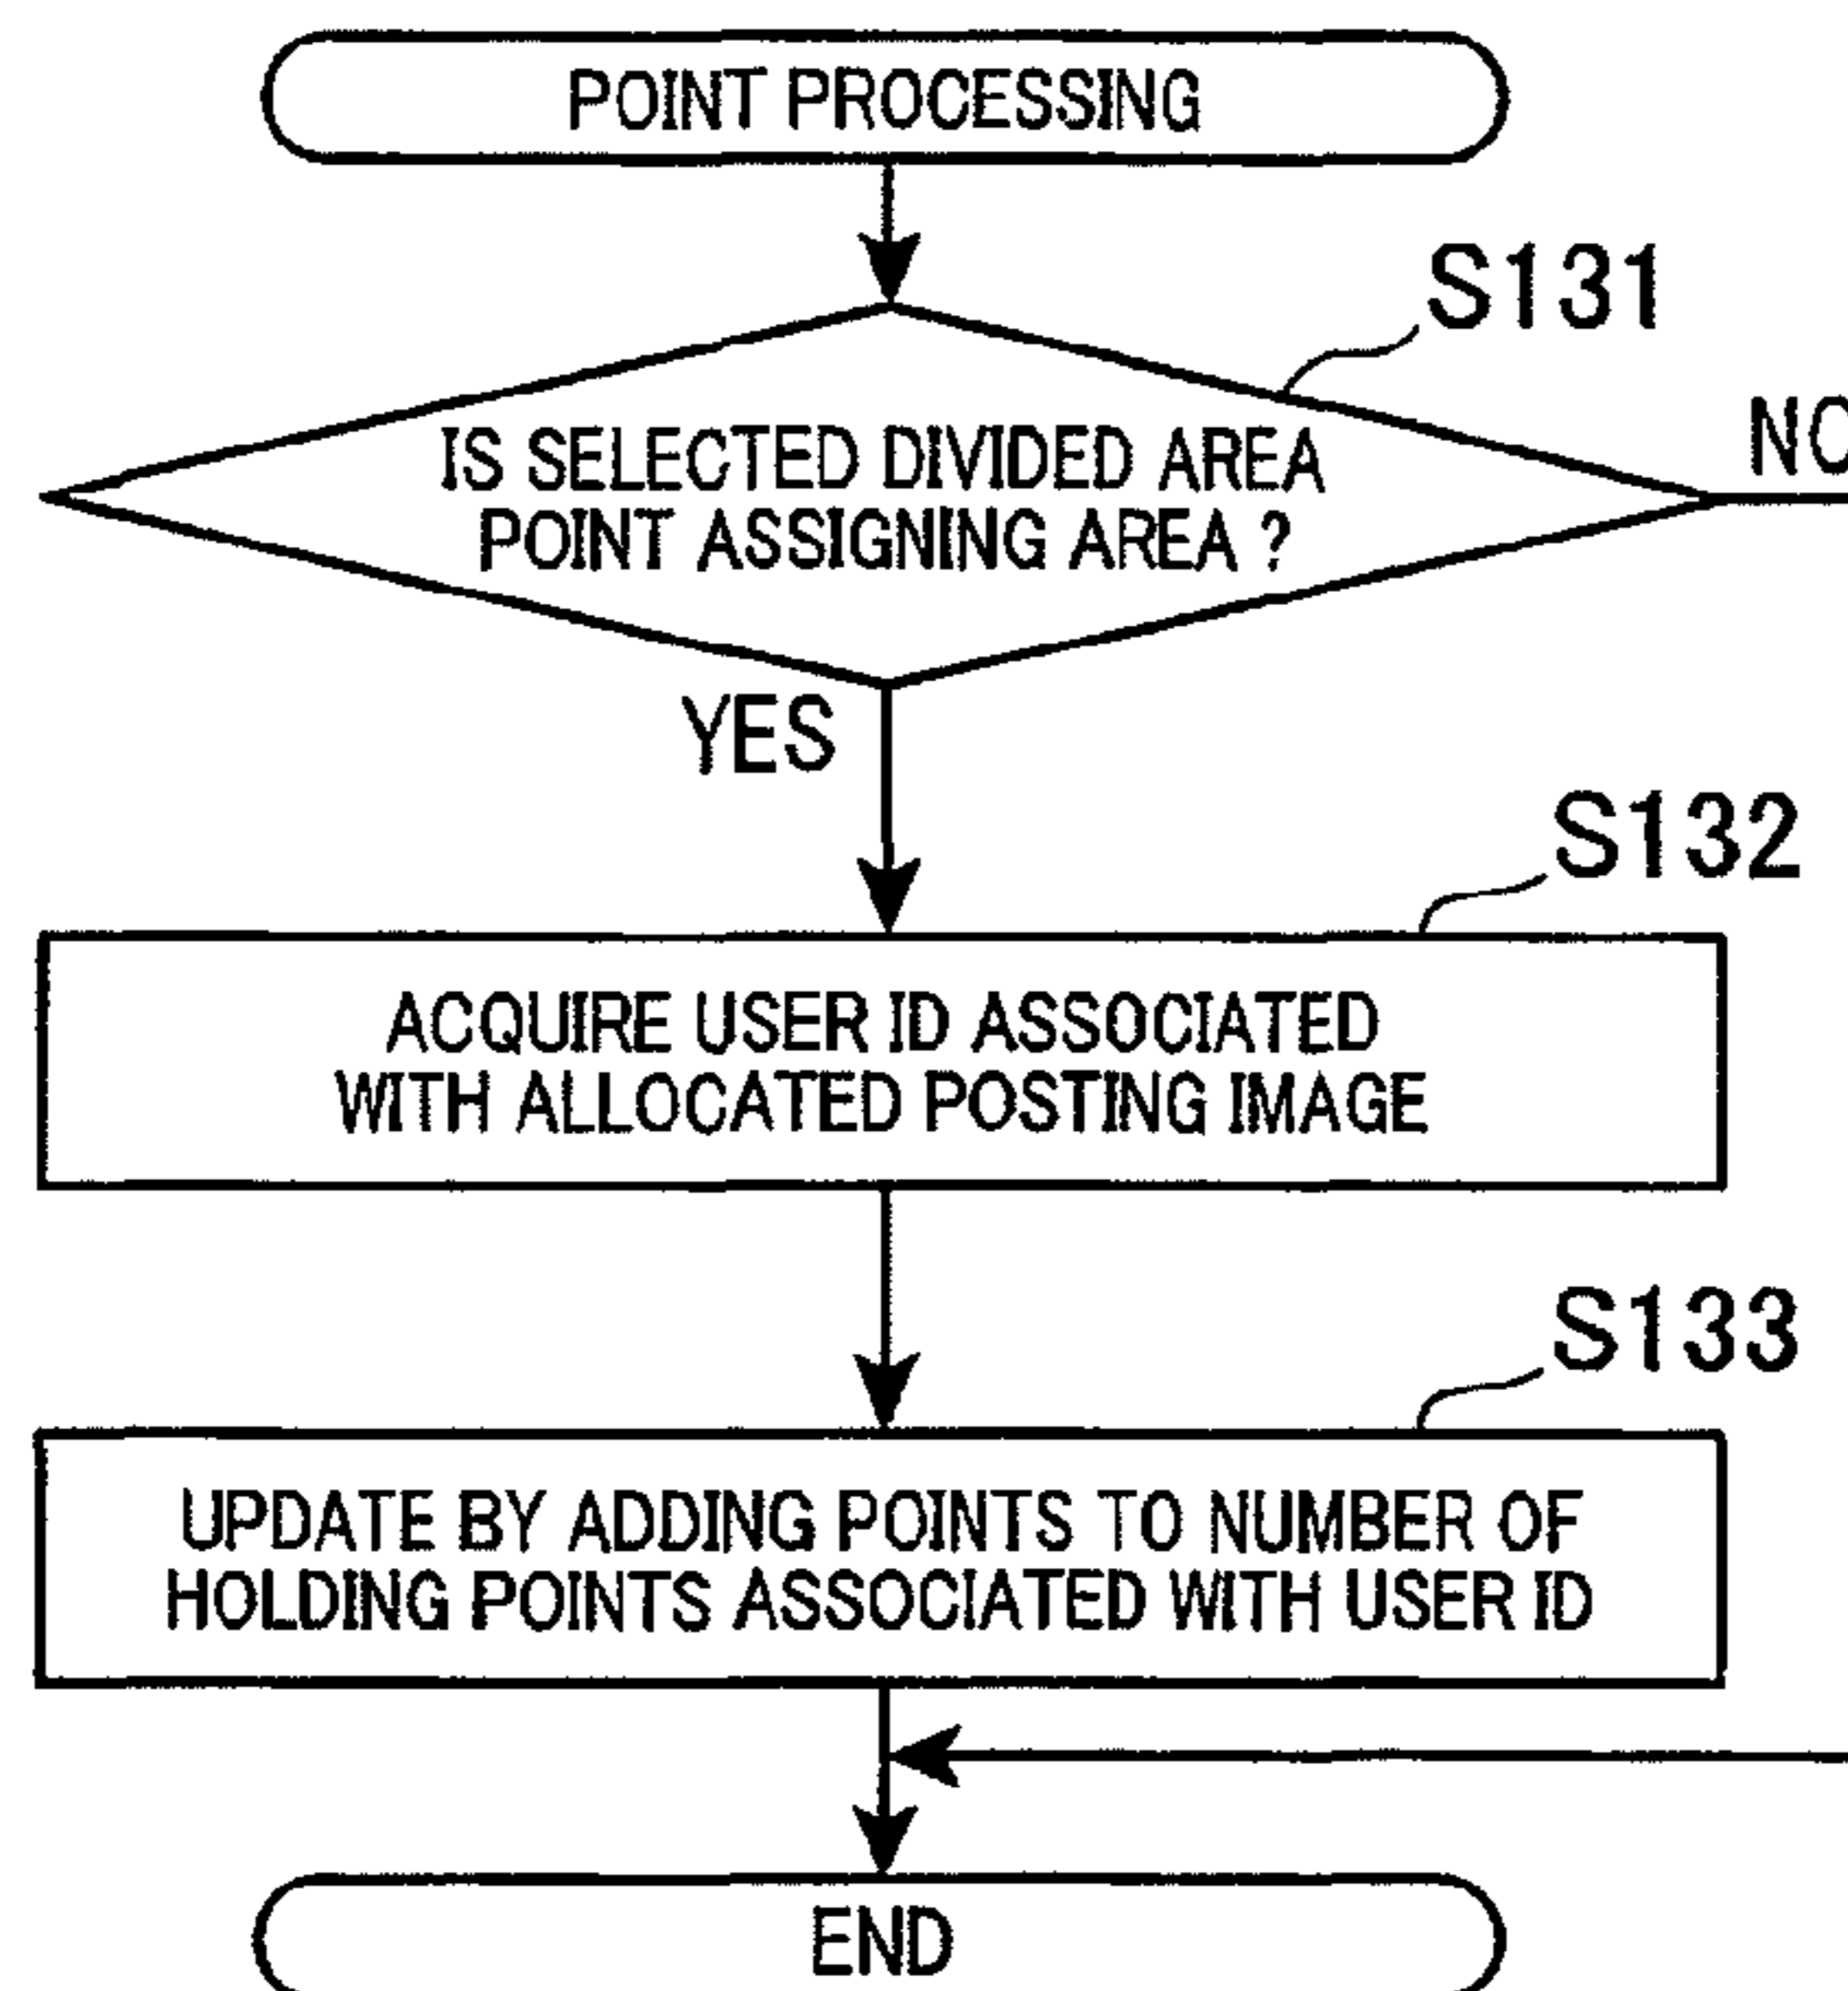 POINT PROCESSING
S131
IS SELECTED DIVIDED AREA
POINT ASSIGNING AREA ?
NO
YES
S132
ACQUIRE USER ID ASSOCIATED
WITH ALLOCATED POSTING IMAGE
S133
UPDATE BY ADDING POINTS TO NUMBER OF
HOLDING POINTS ASSOCIATED WITH USER ID
END